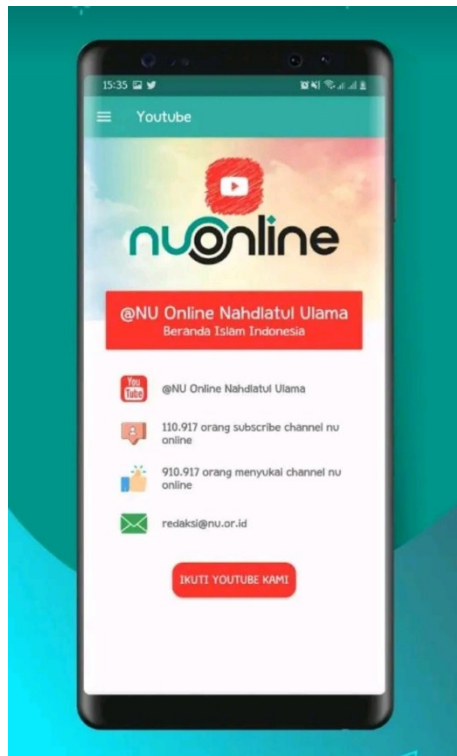 15:35
Youtube
nuonline
@NU Online Nahdlatul Ulama
Beranda Islam Indonesia
You
Tube
@NU Online Nahdlatul Ulama
110.917 orang subscribe channel nu
online
910.917 orang menyukai channel nu
online
redaksi@nu.or.id
IKUTI YOUTUBE KAMI